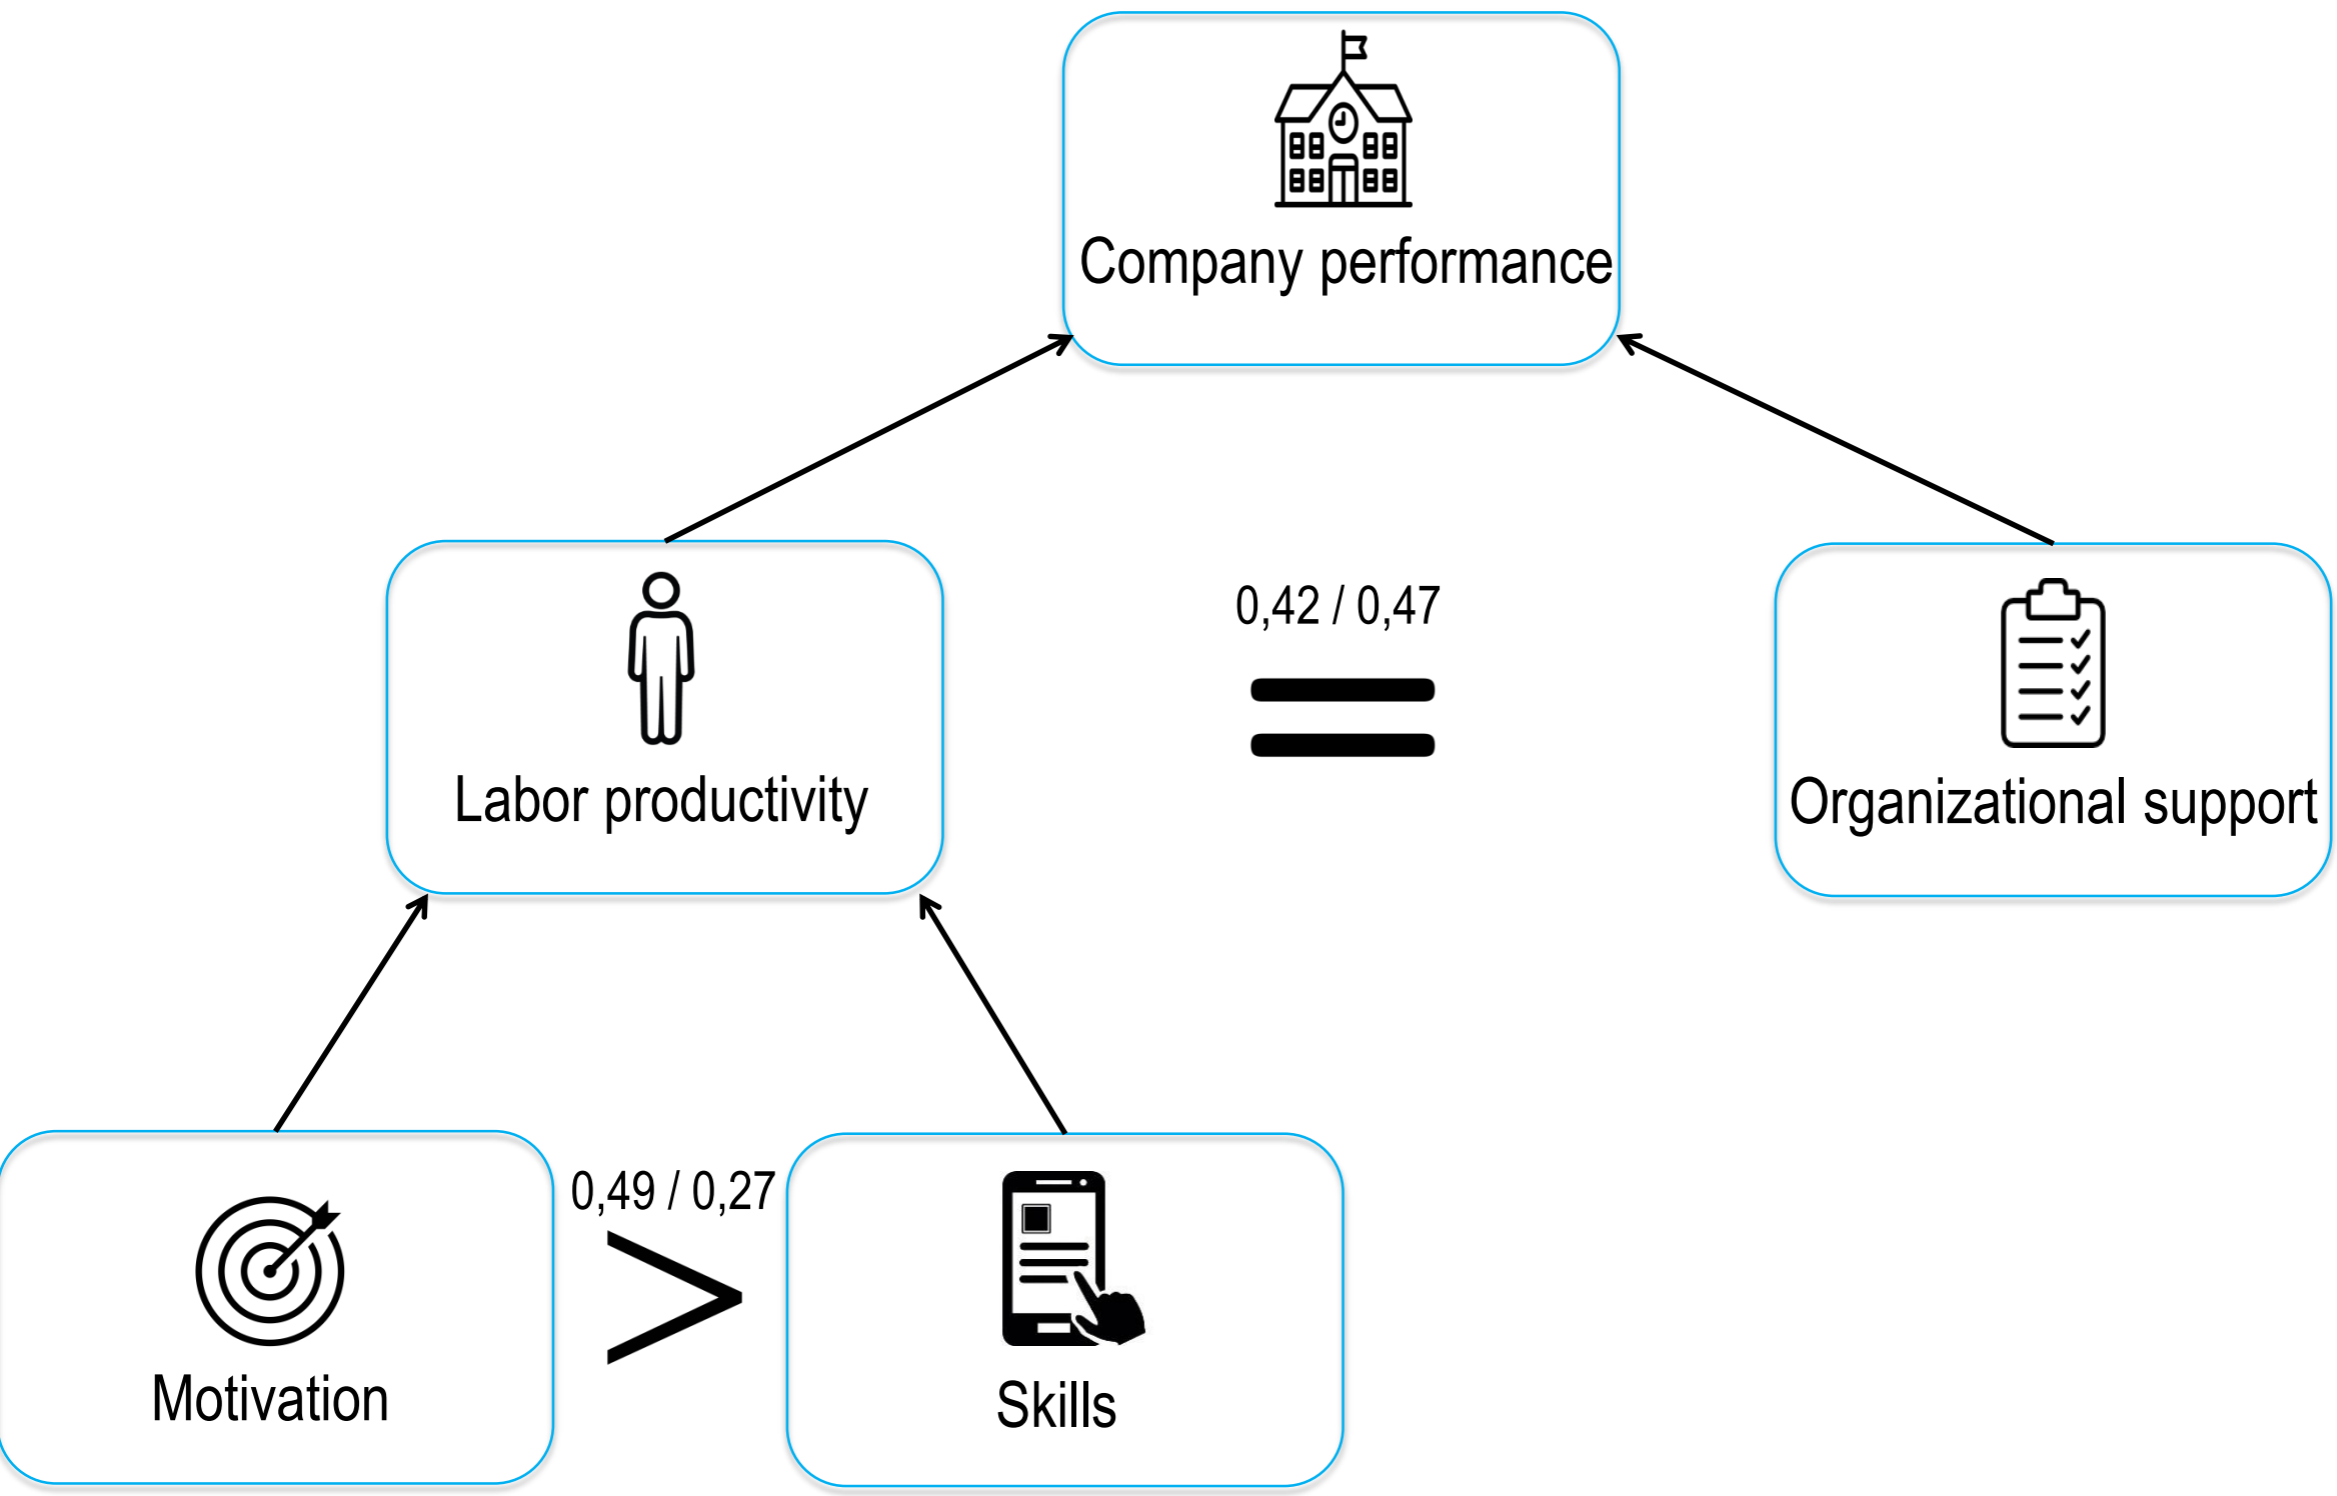 Company performance
0,42 / 0,47
=
Labor productivity
Organizational support
0,49 / 0,27
>
Motivation
Skills